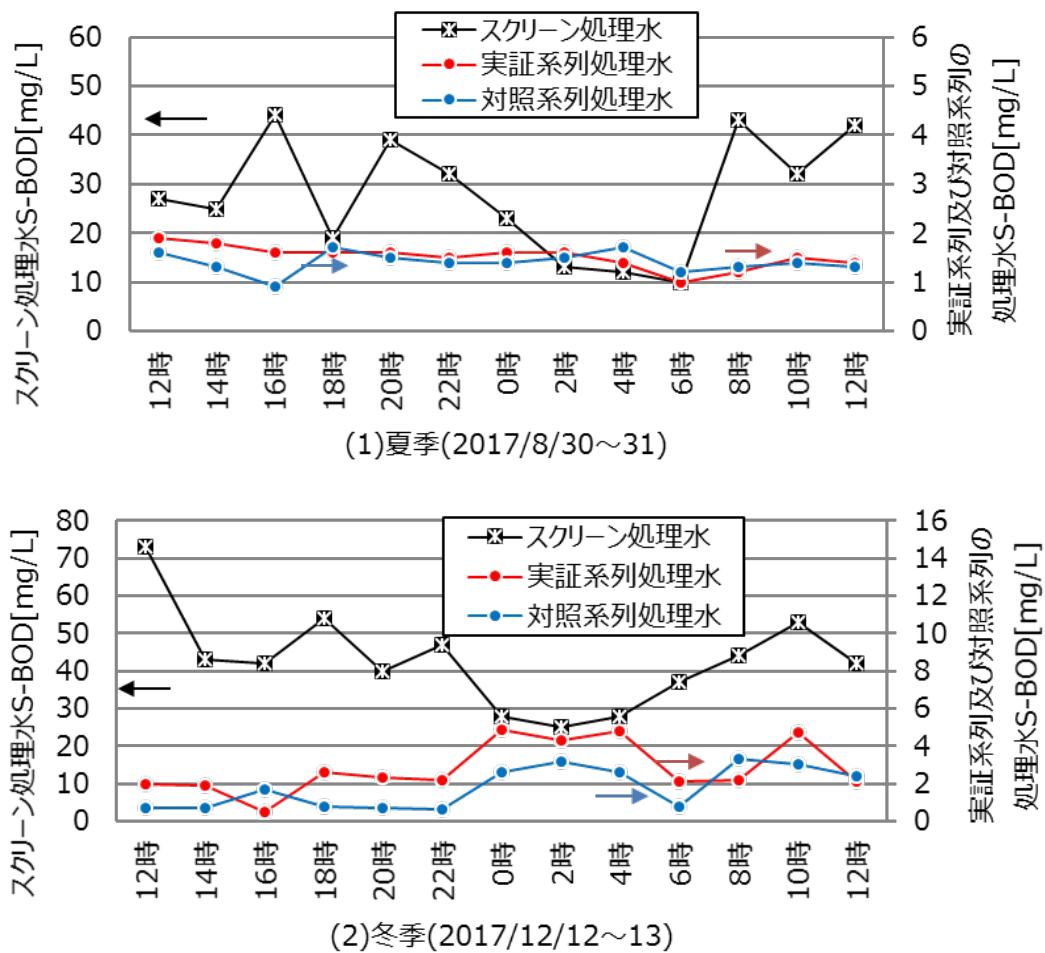 スクリーン処理水
実証系列処理水
対照系列処理水
スクリーン処理水S-BOD[mg/L]
60
50
40
30
20
10
0
6
5
4
3
2
1
0
実証系列及び対照系列の
処理水S-BOD[mg/L]
12時 14時 16時 18時 20時 22時 0時 2時 4時 6時 8時 10時 12時
(1)夏季(2017/8/30～31)
スクリーン処理水
実証系列処理水
対照系列処理水
スクリーン処理水S-BOD[mg/L]
80
70
60
50
40
30
20
10
0
16
14
12
10
8
6
4
2
0
実証系列及び対照系列の
処理水S-BOD[mg/L]
12時 14時 16時 18時 20時 22時 0時 2時 4時 6時 8時 10時 12時
(2)冬季(2017/12/12～13)